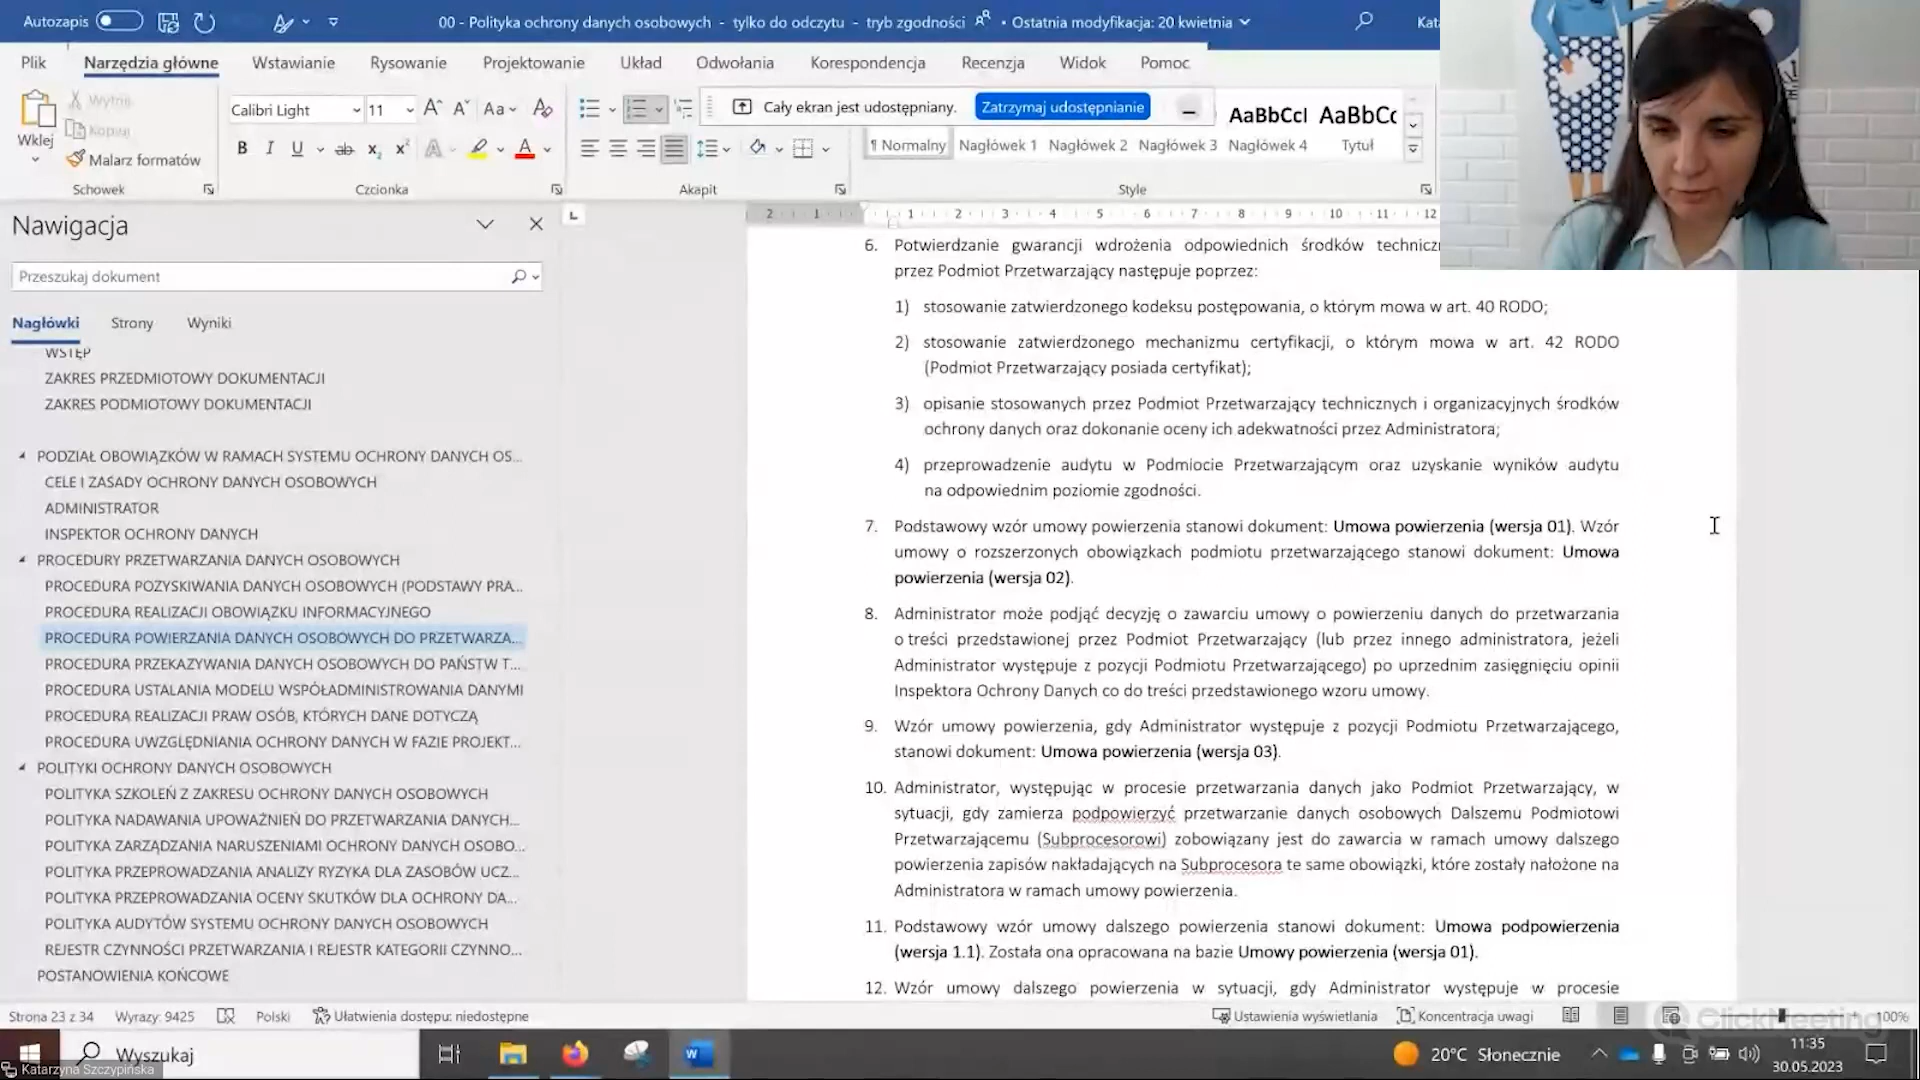 Autozapis
00 - Polityka ochrony danych osobowych - tylko do odczytu - tryb zgodności • Ostatnia modyfikacja: 20 kwietnia
Plik Narzędzia główne Wstawianie Rysowanie Projektowanie Układ Odwołania Korespondencja Recenzja Widok Pomoc
Wklej
Wytnij
Kopiuj
Malarz formatów
Schowek
Calibri Light 11
Czcionka
Akapit
Cały ekran jest udostępniany. Zatrzymaj udostępnianie
AaBbCcI AaBbCc
¶ Normalny Nagłówek 1 Nagłówek 2 Nagłówek 3 Nagłówek 4 Tytuł
Style
Nawigacja
Przeszukaj dokument
Nagłówki Strony Wyniki
WSTĘP
ZAKRES PRZEDMIOTOWY DOKUMENTACJI
ZAKRES PODMIOTOWY DOKUMENTACJI
PODZIAŁ OBOWIĄZKÓW W RAMACH SYSTEMU OCHRONY DANYCH OS...
CELE I ZASADY OCHRONY DANYCH OSOBOWYCH
ADMINISTRATOR
INSPEKTOR OCHRONY DANYCH
PROCEDURY PRZETWARZANIA DANYCH OSOBOWYCH
PROCEDURA POZYSKIWANIA DANYCH OSOBOWYCH (PODSTAWY PRA...
PROCEDURA REALIZACJI OBOWIĄZKU INFORMACYJNEGO
PROCEDURA POWIERZANIA DANYCH OSOBOWYCH DO PRZETWARZA...
PROCEDURA PRZEKAZYWANIA DANYCH OSOBOWYCH DO PAŃSTW T...
PROCEDURA USTALANIA MODELU WSPÓŁADMINISTROWANIA DANYMI
PROCEDURA REALIZACJI PRAW OSÓB, KTÓRYCH DANE DOTYCZĄ
PROCEDURA UWZGLĘDNIANIA OCHRONY DANYCH W FAZIE PROJEKT...
POLITYKI OCHRONY DANYCH OSOBOWYCH
POLITYKA SZKOLEŃ Z ZAKRESU OCHRONY DANYCH OSOBOWYCH
POLITYKA NADAWANIA UPOWAŻNIEŃ DO PRZETWARZANIA DANYCH...
POLITYKA ZARZĄDZANIA NARUSZENIAMI OCHRONY DANYCH OSOBO...
POLITYKA PRZEPROWADZANIA ANALIZY RYZYKA DLA ZASOBÓW UCZ...
POLITYKA PRZEPROWADZANIA OCENY SKUTKÓW DLA OCHRONY DA...
POLITYKA AUDYTÓW SYSTEMU OCHRONY DANYCH OSOBOWYCH
REJESTR CZYNNOŚCI PRZETWARZANIA I REJESTR KATEGORII CZYNNO...
POSTANOWIENIA KOŃCOWE
2 1 1 2 3 4 5 6 7 8 9 10 11 12
6. Potwierdzanie gwarancji wdrożenia odpowiednich środków techniczn
przez Podmiot Przetwarzający następuje poprzez:
1) stosowanie zatwierdzonego kodeksu postępowania, o którym mowa w art. 40 RODO;
2) stosowanie zatwierdzonego mechanizmu certyfikacji, o którym mowa w art. 42 RODO
(Podmiot Przetwarzający posiada certyfikat);
3) opisanie stosowanych przez Podmiot Przetwarzający technicznych i organizacyjnych środków
ochrony danych oraz dokonanie oceny ich adekwatności przez Administratora;
4) przeprowadzenie audytu w Podmiocie Przetwarzającym oraz uzyskanie wyników audytu
na odpowiednim poziomie zgodności.
7. Podstawowy wzór umowy powierzenia stanowi dokument: Umowa powierzenia (wersja 01). Wzór
umowy o rozszerzonych obowiązkach podmiotu przetwarzającego stanowi dokument: Umowa
powierzenia (wersja 02).
8. Administrator może podjąć decyzję o zawarciu umowy o powierzeniu danych do przetwarzania
o treści przedstawionej przez Podmiot Przetwarzający (lub przez innego administratora, jeżeli
Administrator występuje z pozycji Podmiotu Przetwarzającego) po uprzednim zasięgnięciu opinii
Inspektora Ochrony Danych co do treści przedstawionego wzoru umowy.
9. Wzór umowy powierzenia, gdy Administrator występuje z pozycji Podmiotu Przetwarzającego,
stanowi dokument: Umowa powierzenia (wersja 03).
10. Administrator, występując w procesie przetwarzania danych jako Podmiot Przetwarzający, w
sytuacji, gdy zamierza podpowierzyć przetwarzanie danych osobowych Dalszemu Podmiotowi
Przetwarzającemu (Subprocesorowi) zobowiązany jest do zawarcia w ramach umowy dalszego
powierzenia zapisów nakładających na Subprocesora te same obowiązki, które zostały nałożone na
Administratora w ramach umowy powierzenia.
11. Podstawowy wzór umowy dalszego powierzenia stanowi dokument: Umowa podpowierzenia
(wersja 1.1). Została ona opracowana na bazie Umowy powierzenia (wersja 01).
12. Wzór umowy dalszego powierzenia w sytuacji, gdy Administrator występuje w procesie
Strona 23 z 34 Wyrazy: 9425 Polski Ułatwienia dostępu: niedostępne Ustawienia wyświetlania Koncentracja uwagi 100%
ClickMeeting
Wyszukaj
20°C Słonecznie
11:35
30.05.2023
Katarzyna Szczypińska